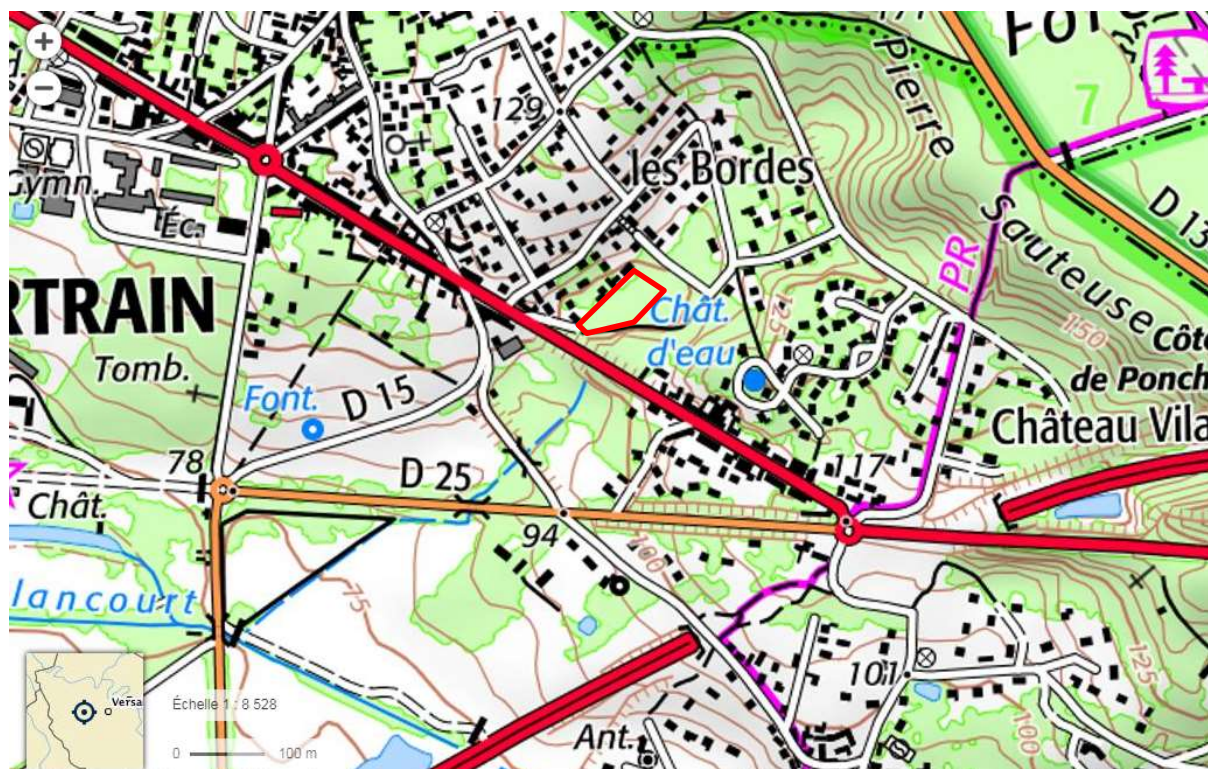 +
−
129
les Bordes
Pierre
Sauteuse
7
D 13
PR
Gymn.
Éc.
RTRAIN
Tomb.
Font.
D 15
Chât.
d'eau
125
150
Côte
de Ponch
Château Vila
78
D 25
117
Chât.
94
100
lancourt
75
101
125
100
Ant.
Versa
Échelle 1 : 8 528
0 100 m